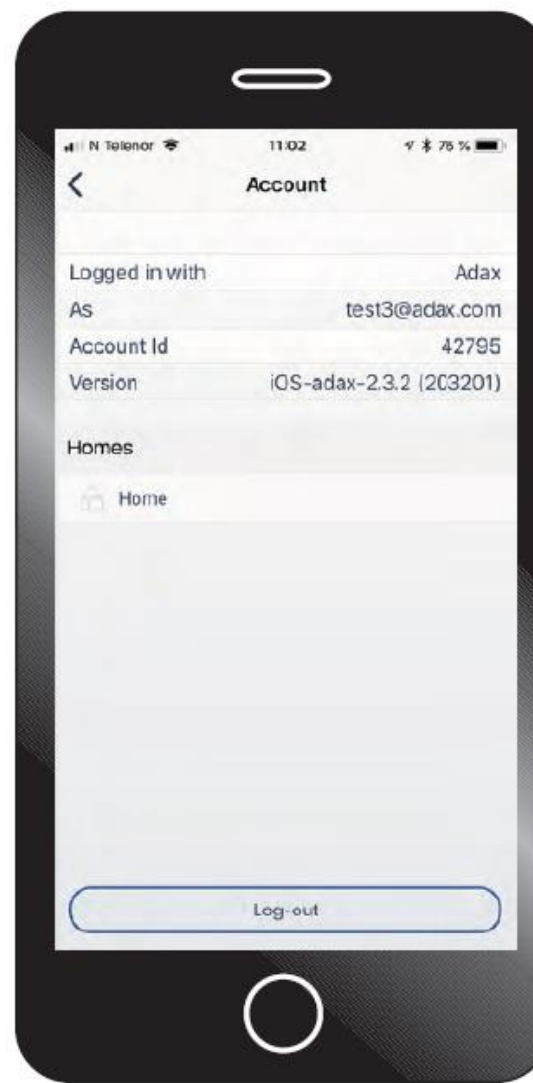 N Telenor 11:02 75 %
Account
Logged in with Adax
As test3@adax.com
Account Id 42795
Version iOS-adax-2.3.2 (203201)
Homes
Home
Log-out